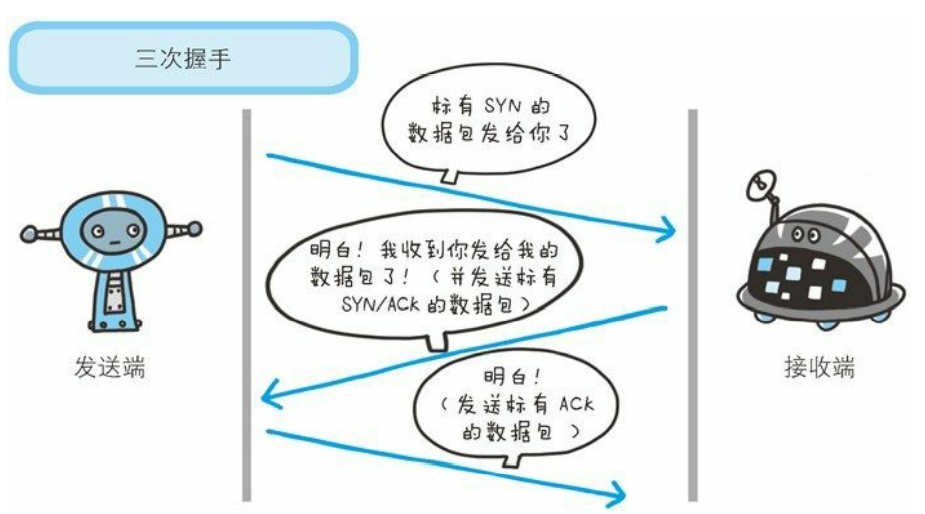 三次握手
标有 SYN 的
数据包发给你了
明白！我收到你发给我的
数据包了！（并发送标有
SYN/ACK 的数据包）
发送端
接收端
明白！
（发送标有 ACK
的数据包 ）